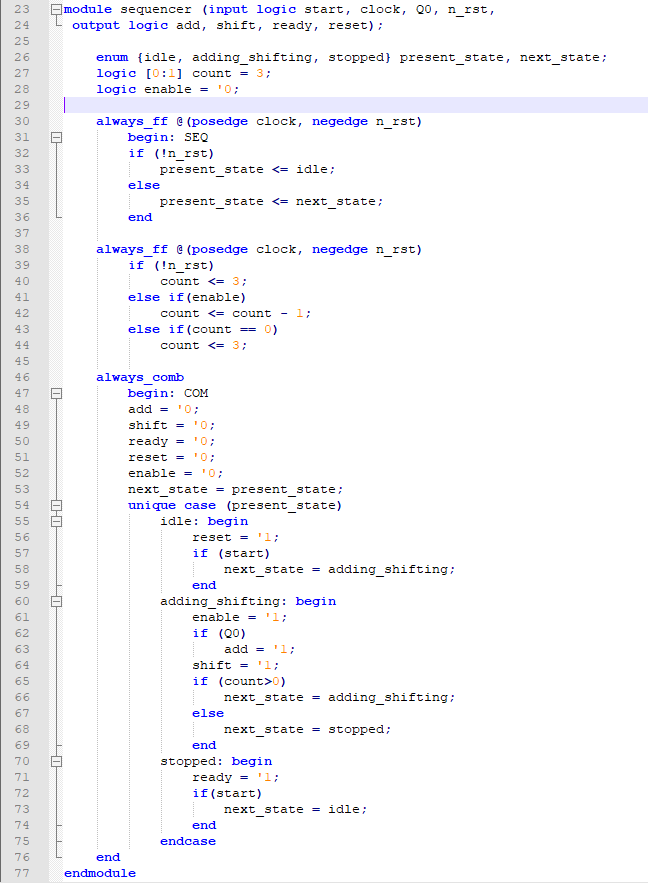 23 module sequencer (input logic start, clock, Q0, n_rst,
24 output logic add, shift, ready, reset);
25
26 enum {idle, adding_shifting, stopped} present_state, next_state;
27 logic [0:1] count = 3;
28 logic enable = '0;
29
30 always_ff @(posedge clock, negedge n_rst)
31 begin: SEQ
32 if (!n_rst)
33 present_state <= idle;
34 else
35 present_state <= next_state;
36 end
37
38 always_ff @(posedge clock, negedge n_rst)
39 if (!n_rst)
40 count <= 3;
41 else if(enable)
42 count <= count - 1;
43 else if(count == 0)
44 count <= 3;
45
46 always_comb
47 begin: COM
48 add = '0;
49 shift = '0;
50 ready = '0;
51 reset = '0;
52 enable = '0;
53 next_state = present_state;
54 unique case (present_state)
55 idle: begin
56 reset = '1;
57 if (start)
58 next_state = adding_shifting;
59 end
60 adding_shifting: begin
61 enable = '1;
62 if (Q0)
63 add = '1;
64 shift = '1;
65 if (count>0)
66 next_state = adding_shifting;
67 else
68 next_state = stopped;
69 end
70 stopped: begin
71 ready = '1;
72 if(start)
73 next_state = idle;
74 end
75 endcase
76 end
77 endmodule